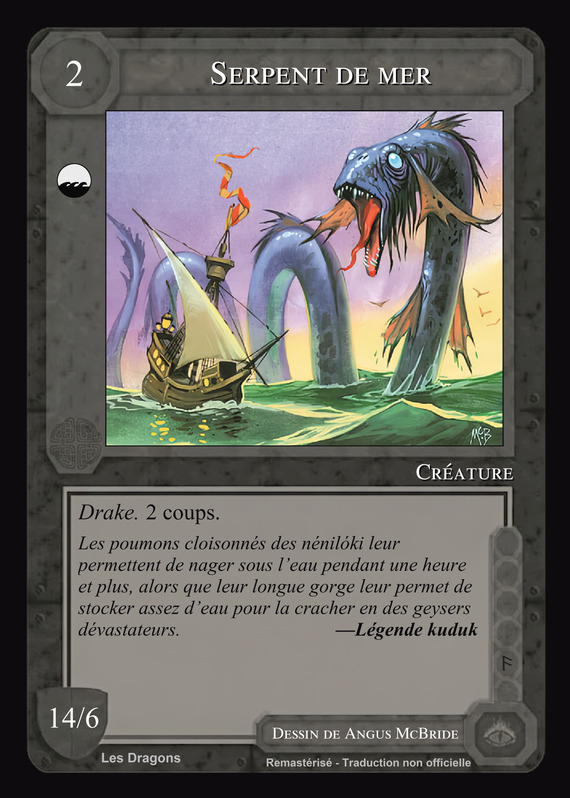 2
SERPENT DE MER
McB
CRÉATURE
Drake. 2 coups.
Les poumons cloisonnés des nénilóki leur
permettent de nager sous l'eau pendant une heure
et plus, alors que leur longue gorge leur permet de
stocker assez d'eau pour la cracher en des geysers
dévastateurs. —Légende kuduk
14/6
DESSIN DE ANGUS MCBRIDE
Les Dragons
Remastérisé - Traduction non officielle